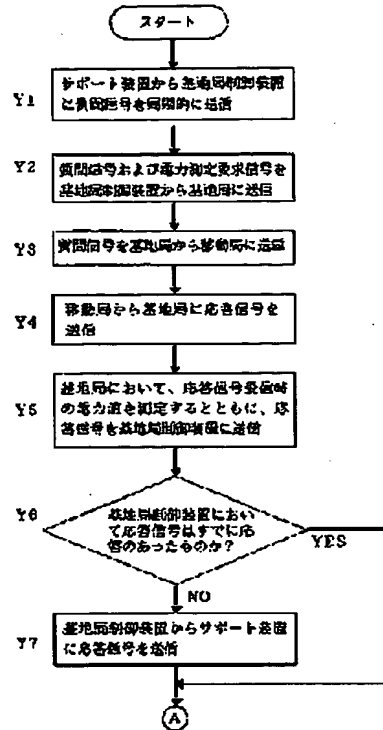 スタート
Y1
サポート装置から基地局制御装置
に質問信号を周期的に送信
Y2
質問信号および電力測定要求信号を
基地局制御装置から基地局に送信
Y3
質問信号を基地局から移動局に送信
Y4
移動局から基地局に応答信号を
送信
Y5
基地局において、応答信号受信時
の電力値を測定するとともに、応
答信号を基地局制御装置に送信
Y6
基地局制御装置におい
て応答信号はすでに応
答のあったものか?
YES
NO
Y7
基地局制御装置からサポート装置
に応答信号を送信
A